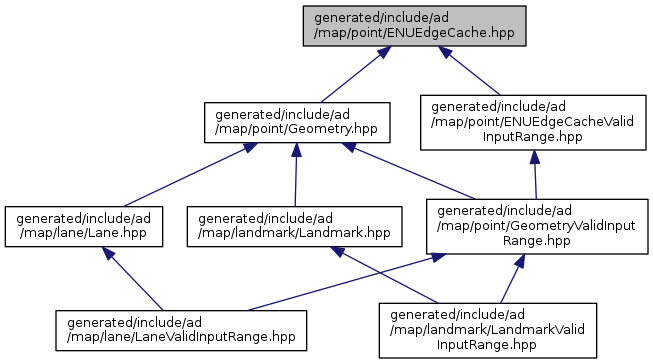 generated/include/ad
/map/point/ENUEdgeCache.hpp
generated/include/ad
/map/point/Geometry.hpp
generated/include/ad
/map/point/ENUEdgeCacheValid
InputRange.hpp
generated/include/ad
/map/lane/Lane.hpp
generated/include/ad
/map/landmark/Landmark.hpp
generated/include/ad
/map/point/GeometryValidInput
Range.hpp
generated/include/ad
/map/lane/LaneValidInputRange.hpp
generated/include/ad
/map/landmark/LandmarkValid
InputRange.hpp